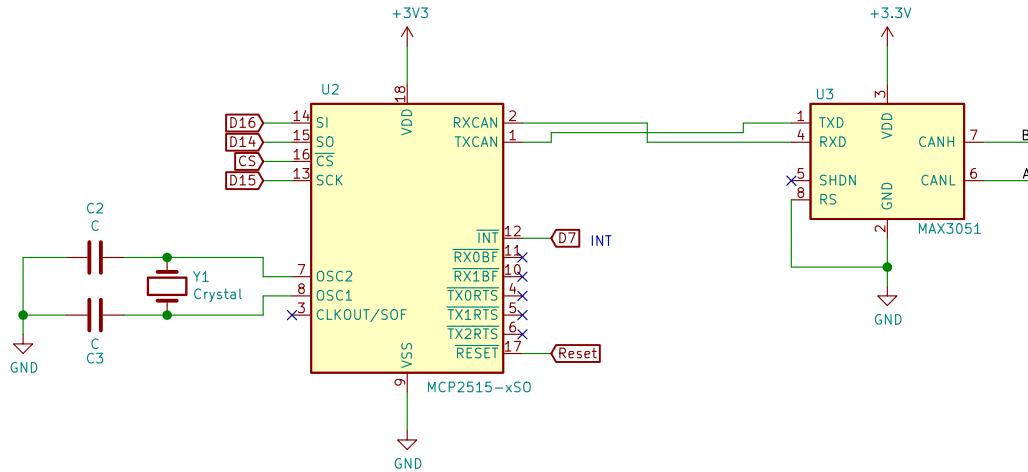 +3V3
+3.3V
U2
U3
18
VDD
3
VDD
D16 14 SI
D14 15 SO
CS 16 CS
D15 13 SCK
RXCAN 2
TXCAN 1
1 TXD
4 RXD
5 SHDN
8 RS
CANH 7 B
CANL 6 A
GND
2
MAX3051
GND
INT 12 D7 INT
RX0BF 11
RX1BF 10
TX0RTS 4
TX1RTS 5
TX2RTS 6
RESET 17 Reset
C2
C
Y1
Crystal
7 OSC2
8 OSC1
3 CLKOUT/SOF
C
C3
GND
VSS
9
MCP2515-xSO
GND